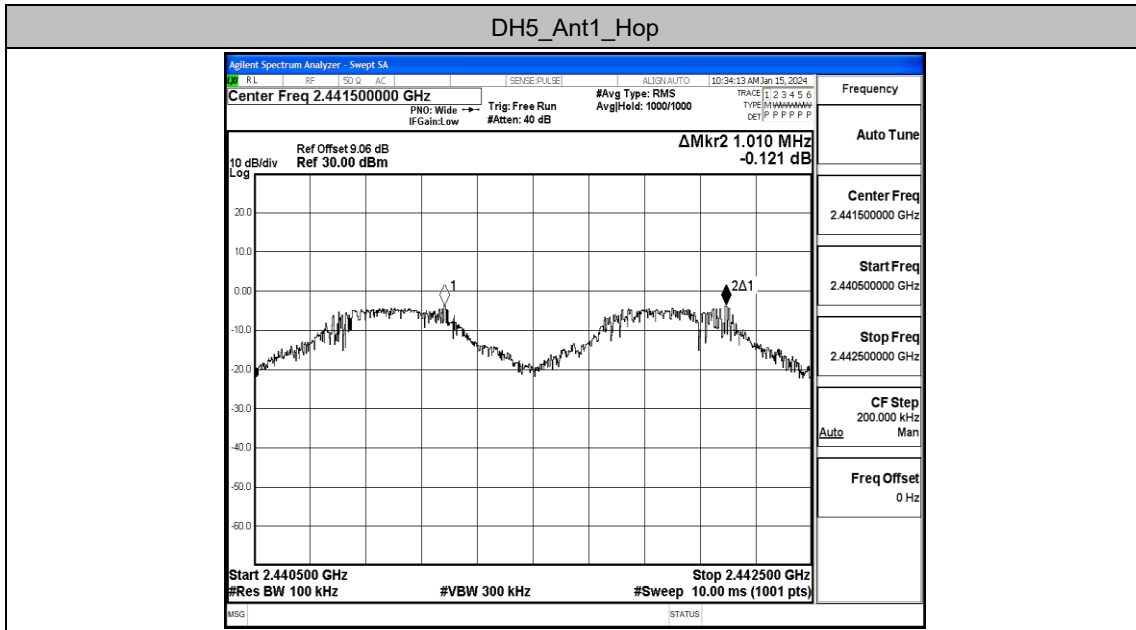 DH5_Ant1_Hop
Agilent Spectrum Analyzer - Swept SA
RL RF 50 Ω AC SENSE:PULSE ALIGNAUTO 10:34:13 AM Jan 15, 2024
Center Freq 2.441500000 GHz
#Avg Type: RMS
TRACE 1 2 3 4 5 6
PNO: Wide Trig: Free Run
Avg|Hold: 1000/1000
TYPE M
IFGain:Low #Atten: 40 dB
DET P P P P P P
ΔMkr2 1.010 MHz
-0.121 dB
Ref Offset 9.06 dB
10 dB/div Ref 30.00 dBm
Log
20.0
10.0
0.00
-10.0
-20.0
-30.0
-40.0
-50.0
-60.0
1
2Δ1
Start 2.440500 GHz
Stop 2.442500 GHz
#Res BW 100 kHz #VBW 300 kHz #Sweep 10.00 ms (1001 pts)
MSG STATUS
Frequency
Auto Tune
Center Freq
2.441500000 GHz
Start Freq
2.440500000 GHz
Stop Freq
2.442500000 GHz
CF Step
200.000 kHz
Auto Man
Freq Offset
0 Hz